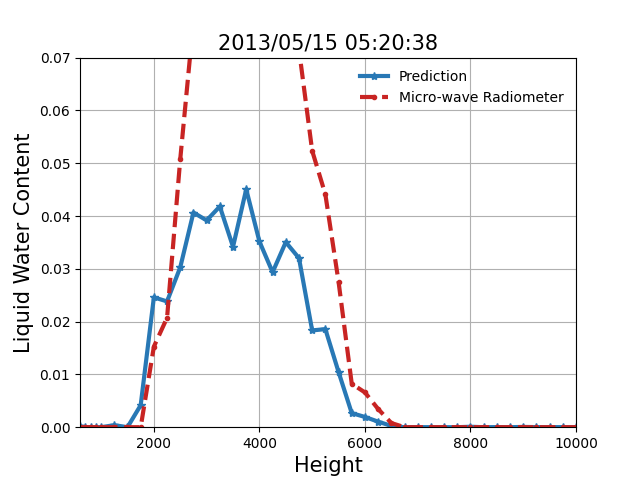 2013/05/15 05:20:38
Prediction
Micro-wave Radiometer
Liquid Water Content
0.07
0.06
0.05
0.04
0.03
0.02
0.01
0.00
2000 4000 6000 8000 10000
Height